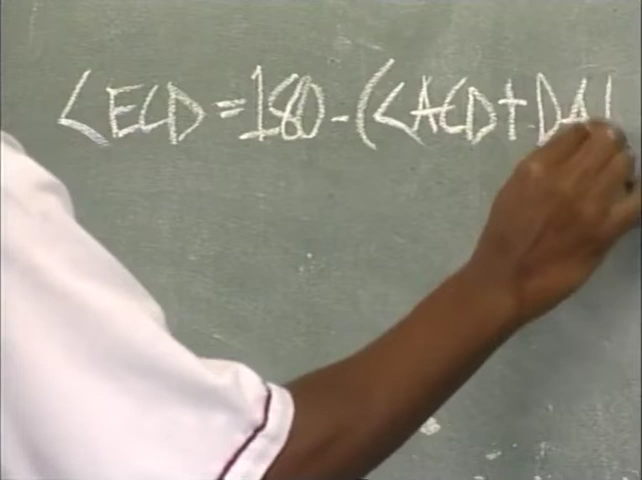 ∠ECD = 180 - (∠ACD + DA